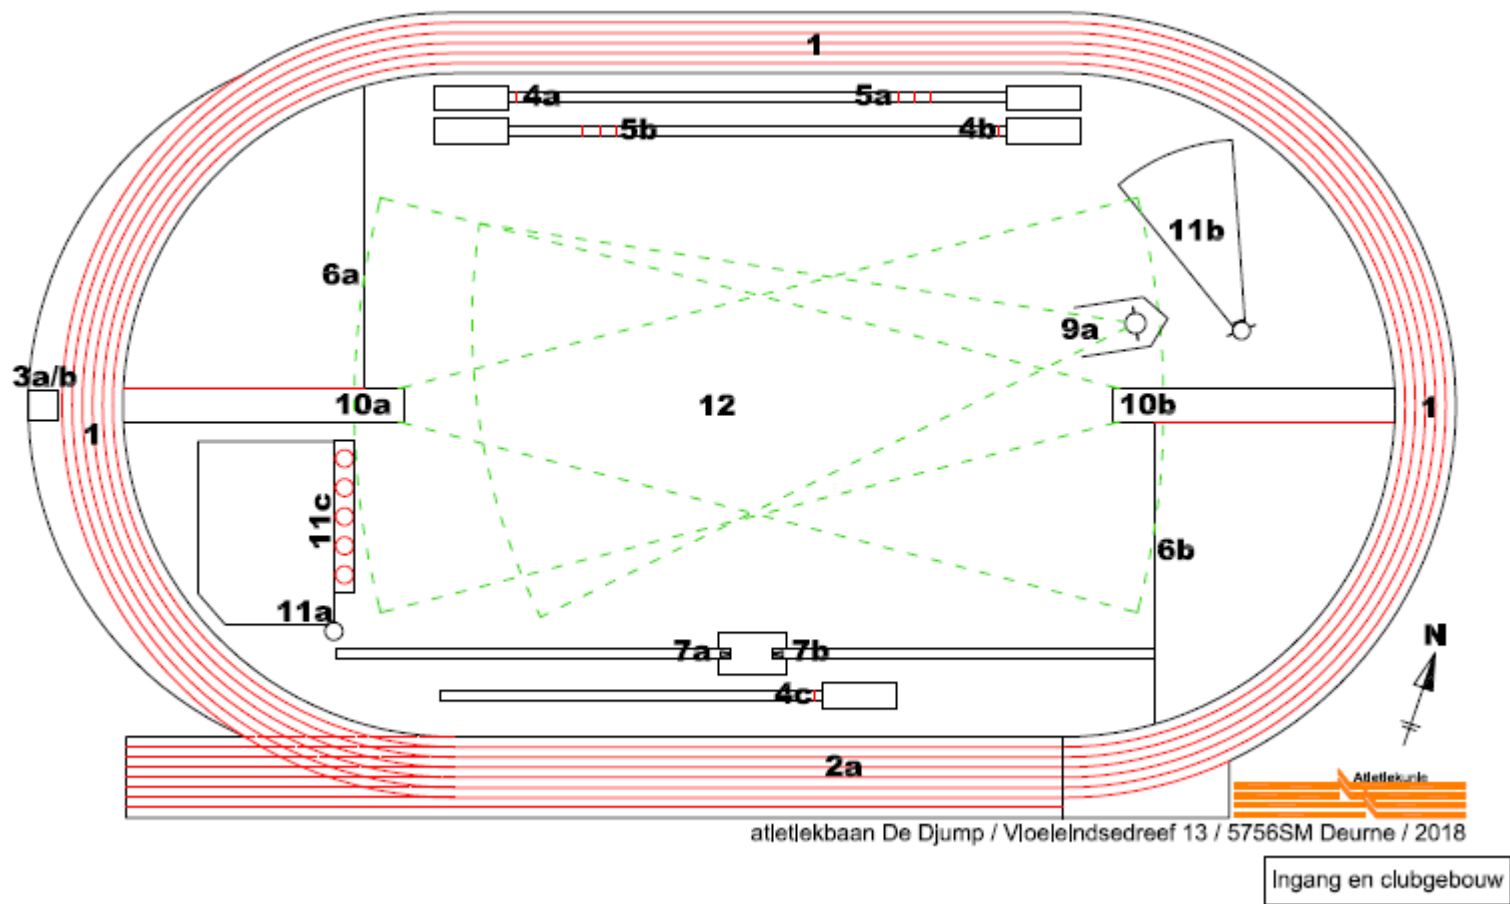 1
4a
5a
5b
4b
11b
6a
9a
3a/b
10a
12
10b
1
1
11c
6b
11a
7a
7b
N
4c
2a
Atletiekunie
atletiekbaan De Djump / Vloeieindsedreef 13 / 5756SM Deurne / 2018
Ingang en clubgebouw